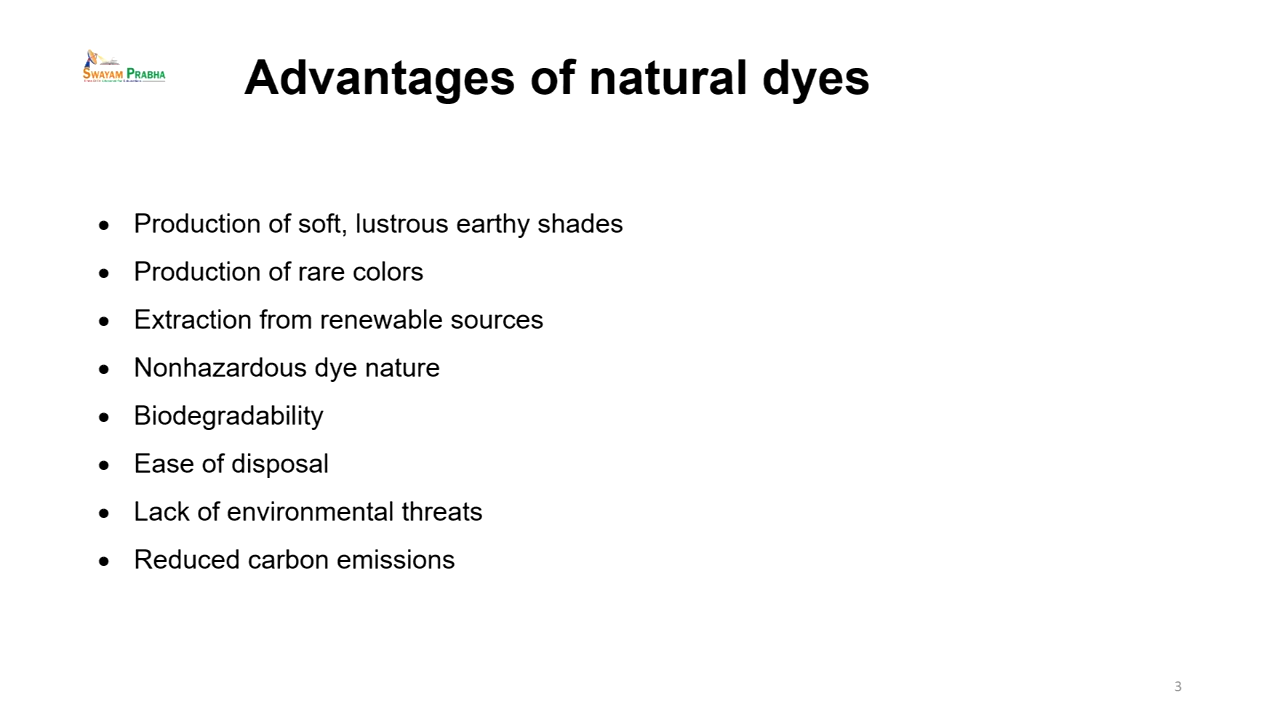 SWAYAM PRABHA
Advantages of natural dyes
• Production of soft, lustrous earthy shades
• Production of rare colors
• Extraction from renewable sources
• Nonhazardous dye nature
• Biodegradability
• Ease of disposal
• Lack of environmental threats
• Reduced carbon emissions
3